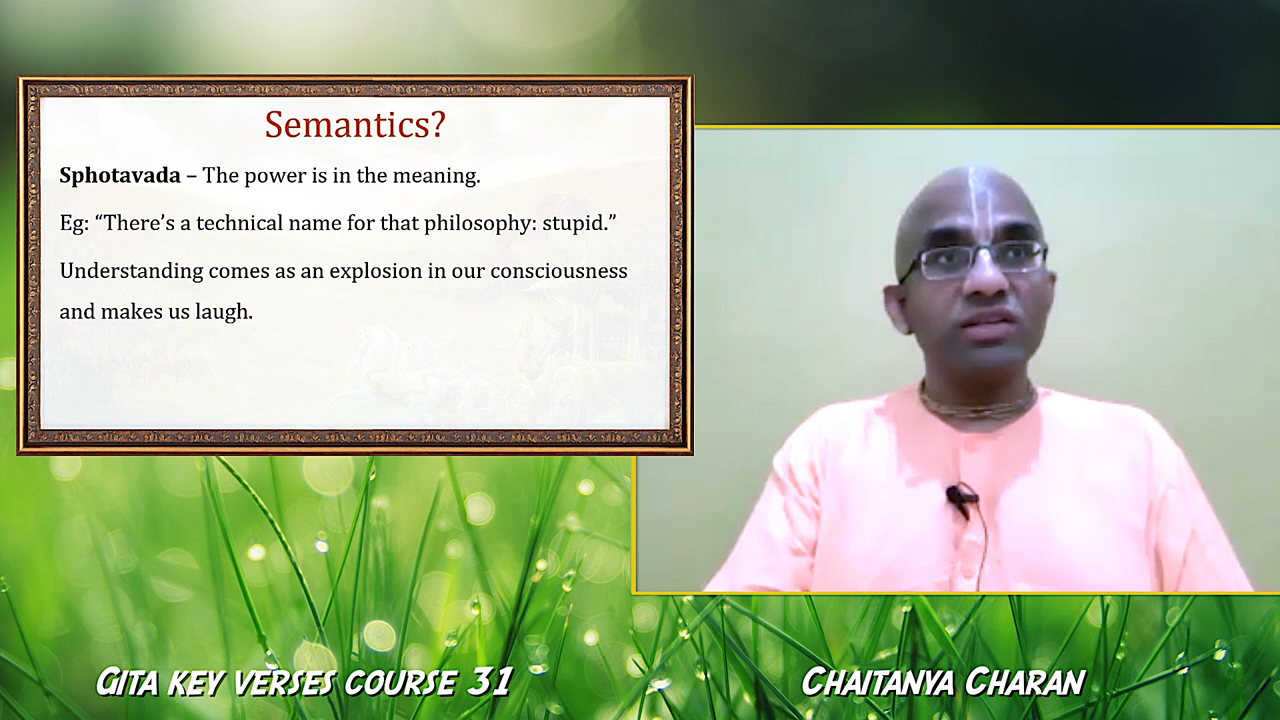 Semantics?
Sphotavada – The power is in the meaning.
Eg: “There’s a technical name for that philosophy: stupid.”
Understanding comes as an explosion in our consciousness
and makes us laugh.
GITA KEY VERSES COURSE 31
CHAITANYA CHARAN